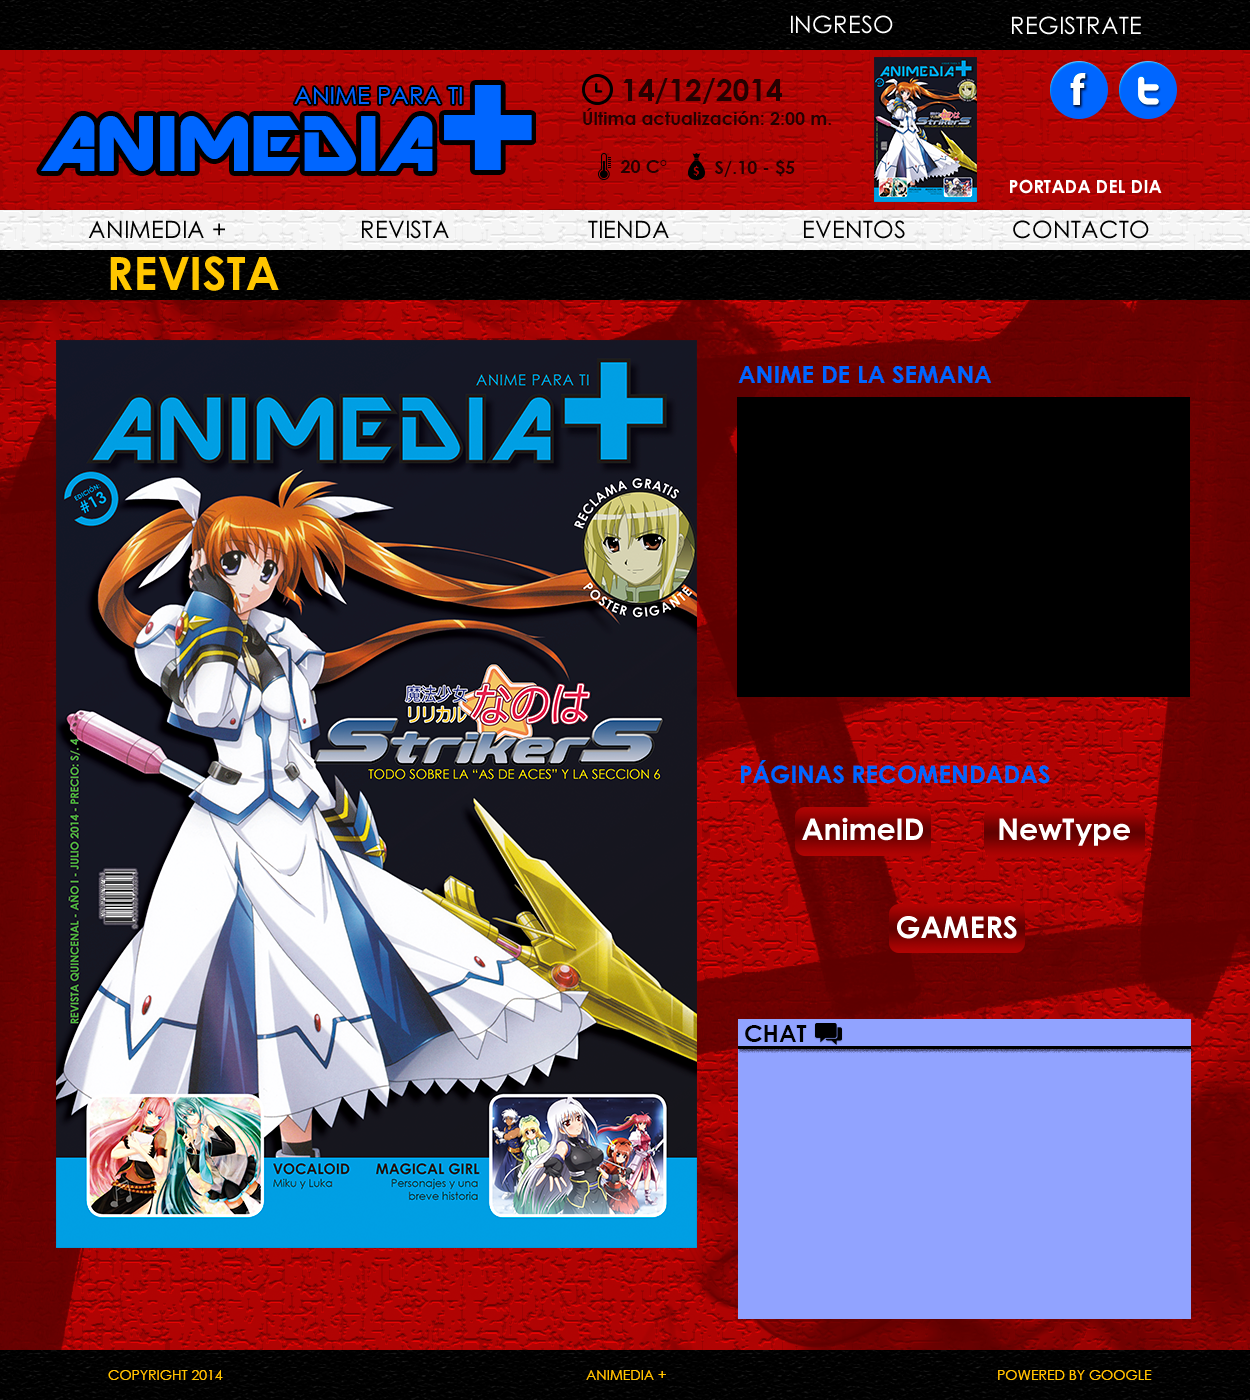 INGRESO
REGISTRATE
ANIME PARA TI
ANIMEDIA+
14/12/2014
Última actualización: 2:00 m.
20 C°
S/.10 - $5
ANIMEDIA+
PORTADA DEL DIA
ANIMEDIA +
REVISTA
TIENDA
EVENTOS
CONTACTO
REVISTA
ANIME PARA TI
ANIMEDIA+
EDICIÓN:
#13
RECLAMA GRATIS
POSTER GIGANTE
魔法少女
リリカル
なのは
StrikerS
TODO SOBRE LA “AS DE ACES” Y LA SECCION 6
REVISTA QUINCENAL - AÑO I - JULIO 2014 - PRECIO: S/. 4
VOCALOID
Miku y Luka
MAGICAL GIRL
Personajes y una
breve historia
ANIME DE LA SEMANA
PÁGINAS RECOMENDADAS
AnimeID
NewType
GAMERS
CHAT
COPYRIGHT 2014
ANIMEDIA +
POWERED BY GOOGLE